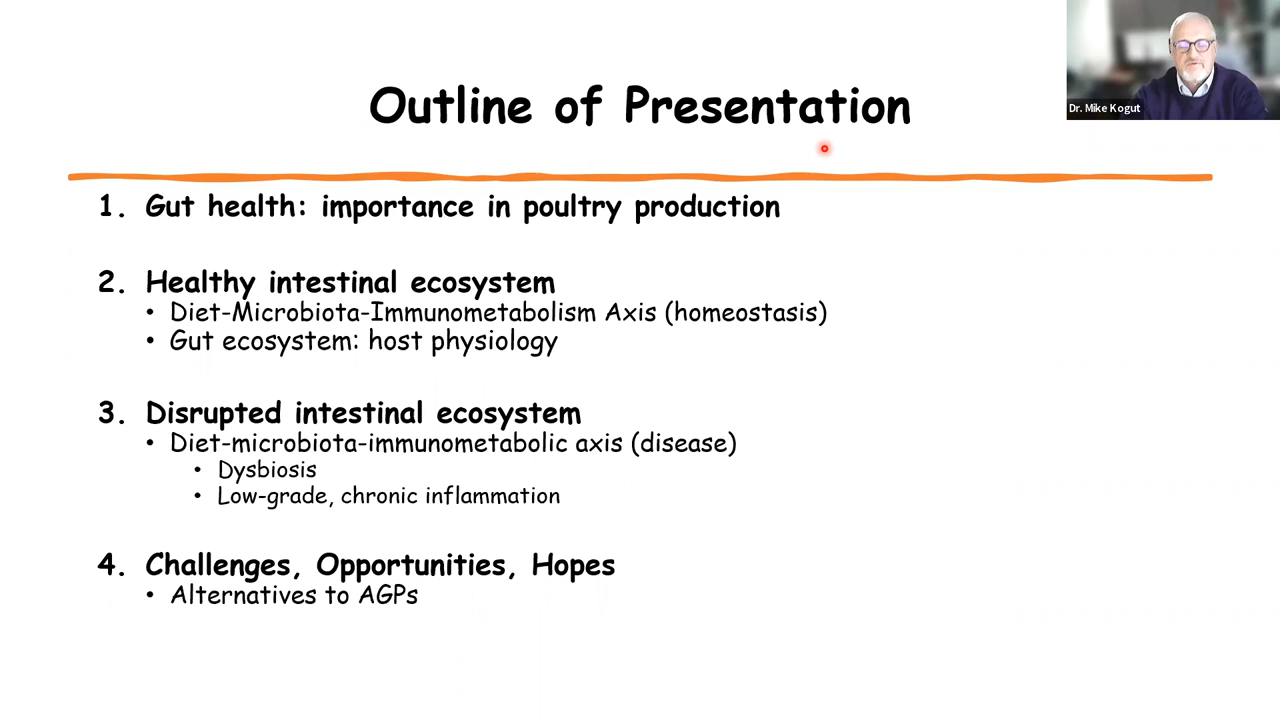 Outline of Presentation
Dr. Mike Kogut
1. Gut health: importance in poultry production
2. Healthy intestinal ecosystem
• Diet-Microbiota-Immunometabolism Axis (homeostasis)
• Gut ecosystem: host physiology
3. Disrupted intestinal ecosystem
• Diet-microbiota-immunometabolic axis (disease)
• Dysbiosis
• Low-grade, chronic inflammation
4. Challenges, Opportunities, Hopes
• Alternatives to AGPs